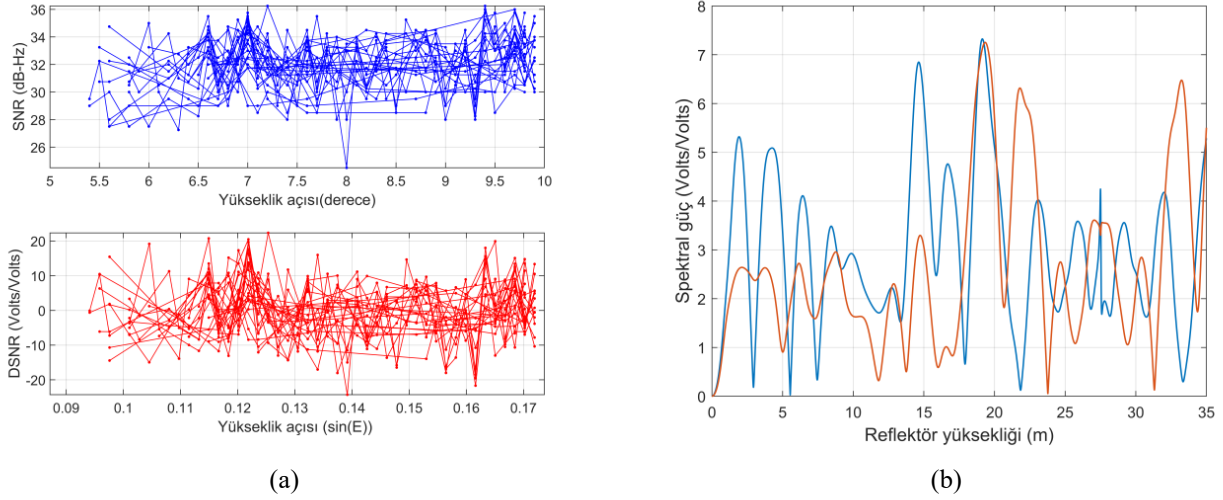 36
34
32
30
28
26
SNR (dB-Hz)
5 5.5 6 6.5 7 7.5 8 8.5 9 9.5 10
Yükseklik açısı(derece)
20
10
0
-10
-20
DSNR (Volts/Volts)
0.09 0.1 0.11 0.12 0.13 0.14 0.15 0.16 0.17
Yükseklik açısı (sin(E))
(a)
8
7
6
5
4
3
2
1
0
Spektral güç (Volts/Volts)
0 5 10 15 20 25 30 35
Reflektör yüksekliği (m)
(b)